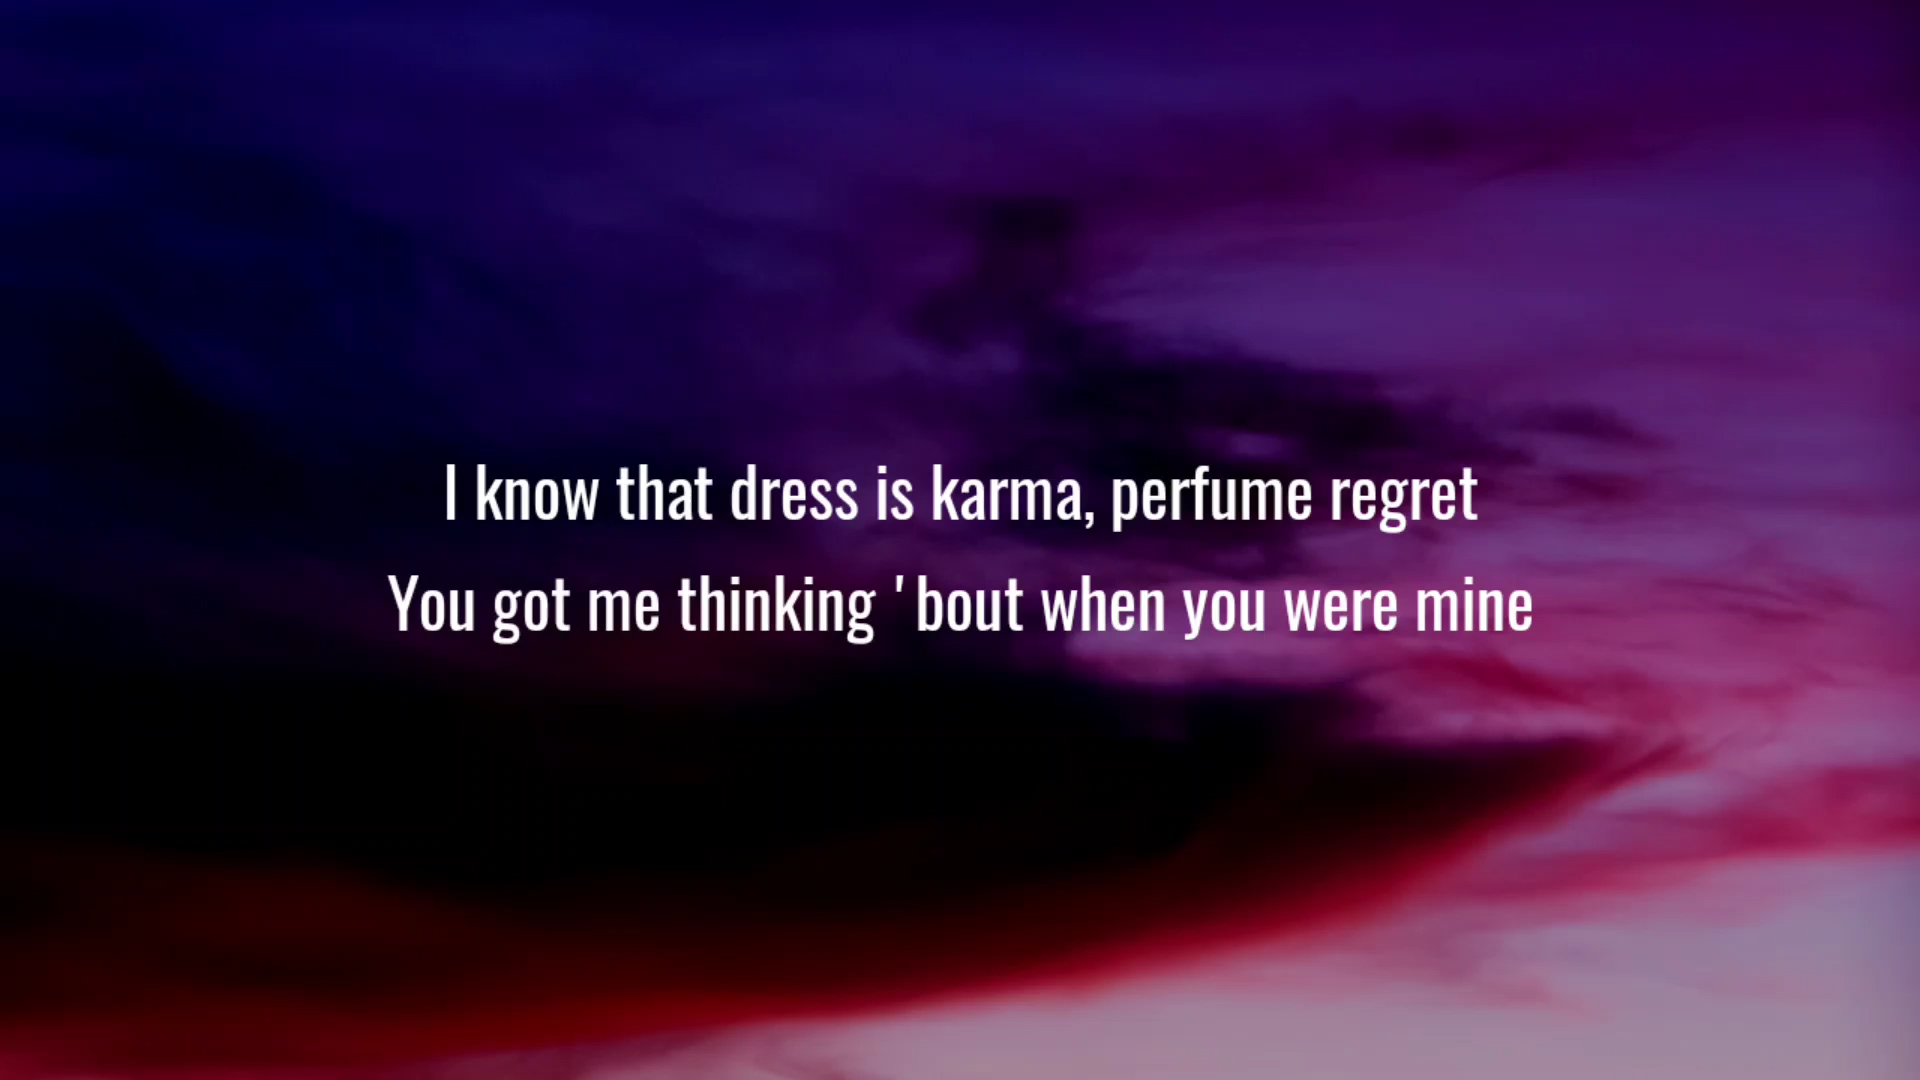 I know that dress is karma, perfume regret
You got me thinking 'bout when you were mine